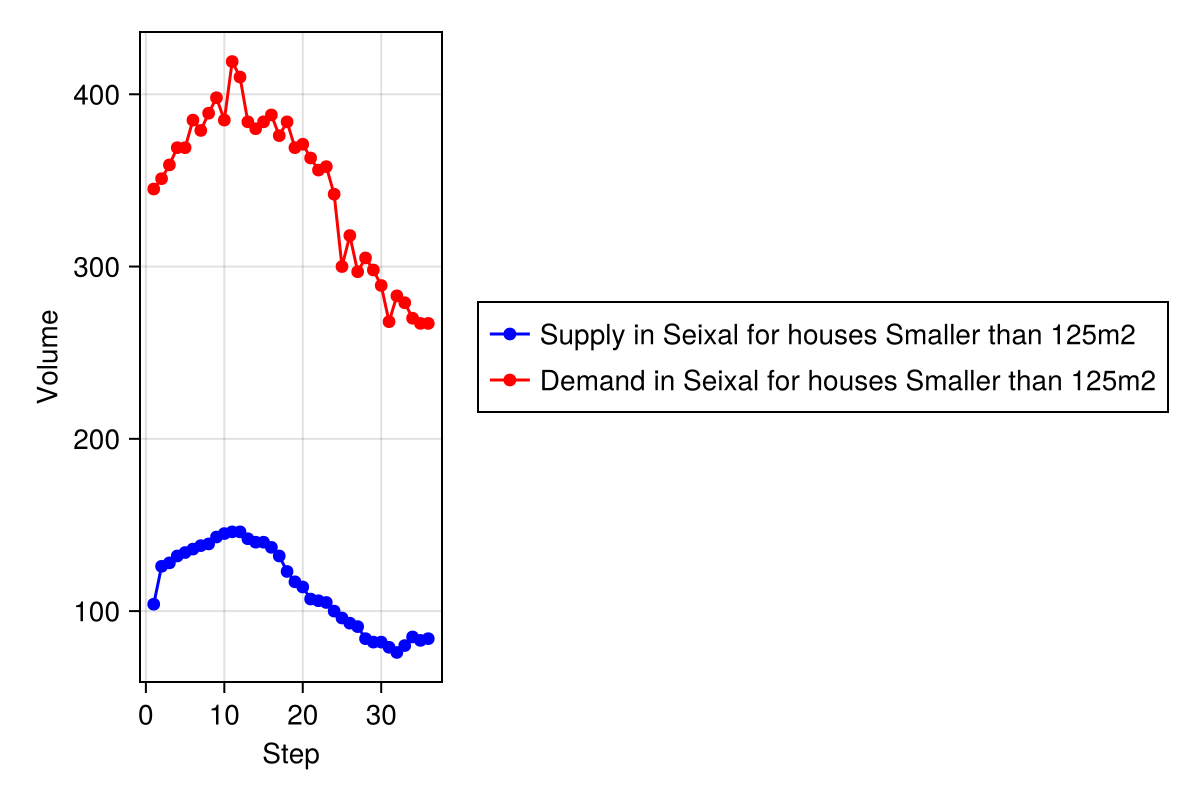 400
300
200
100
Volume
0 10 20 30
Step
Supply in Seixal for houses Smaller than 125m2
Demand in Seixal for houses Smaller than 125m2